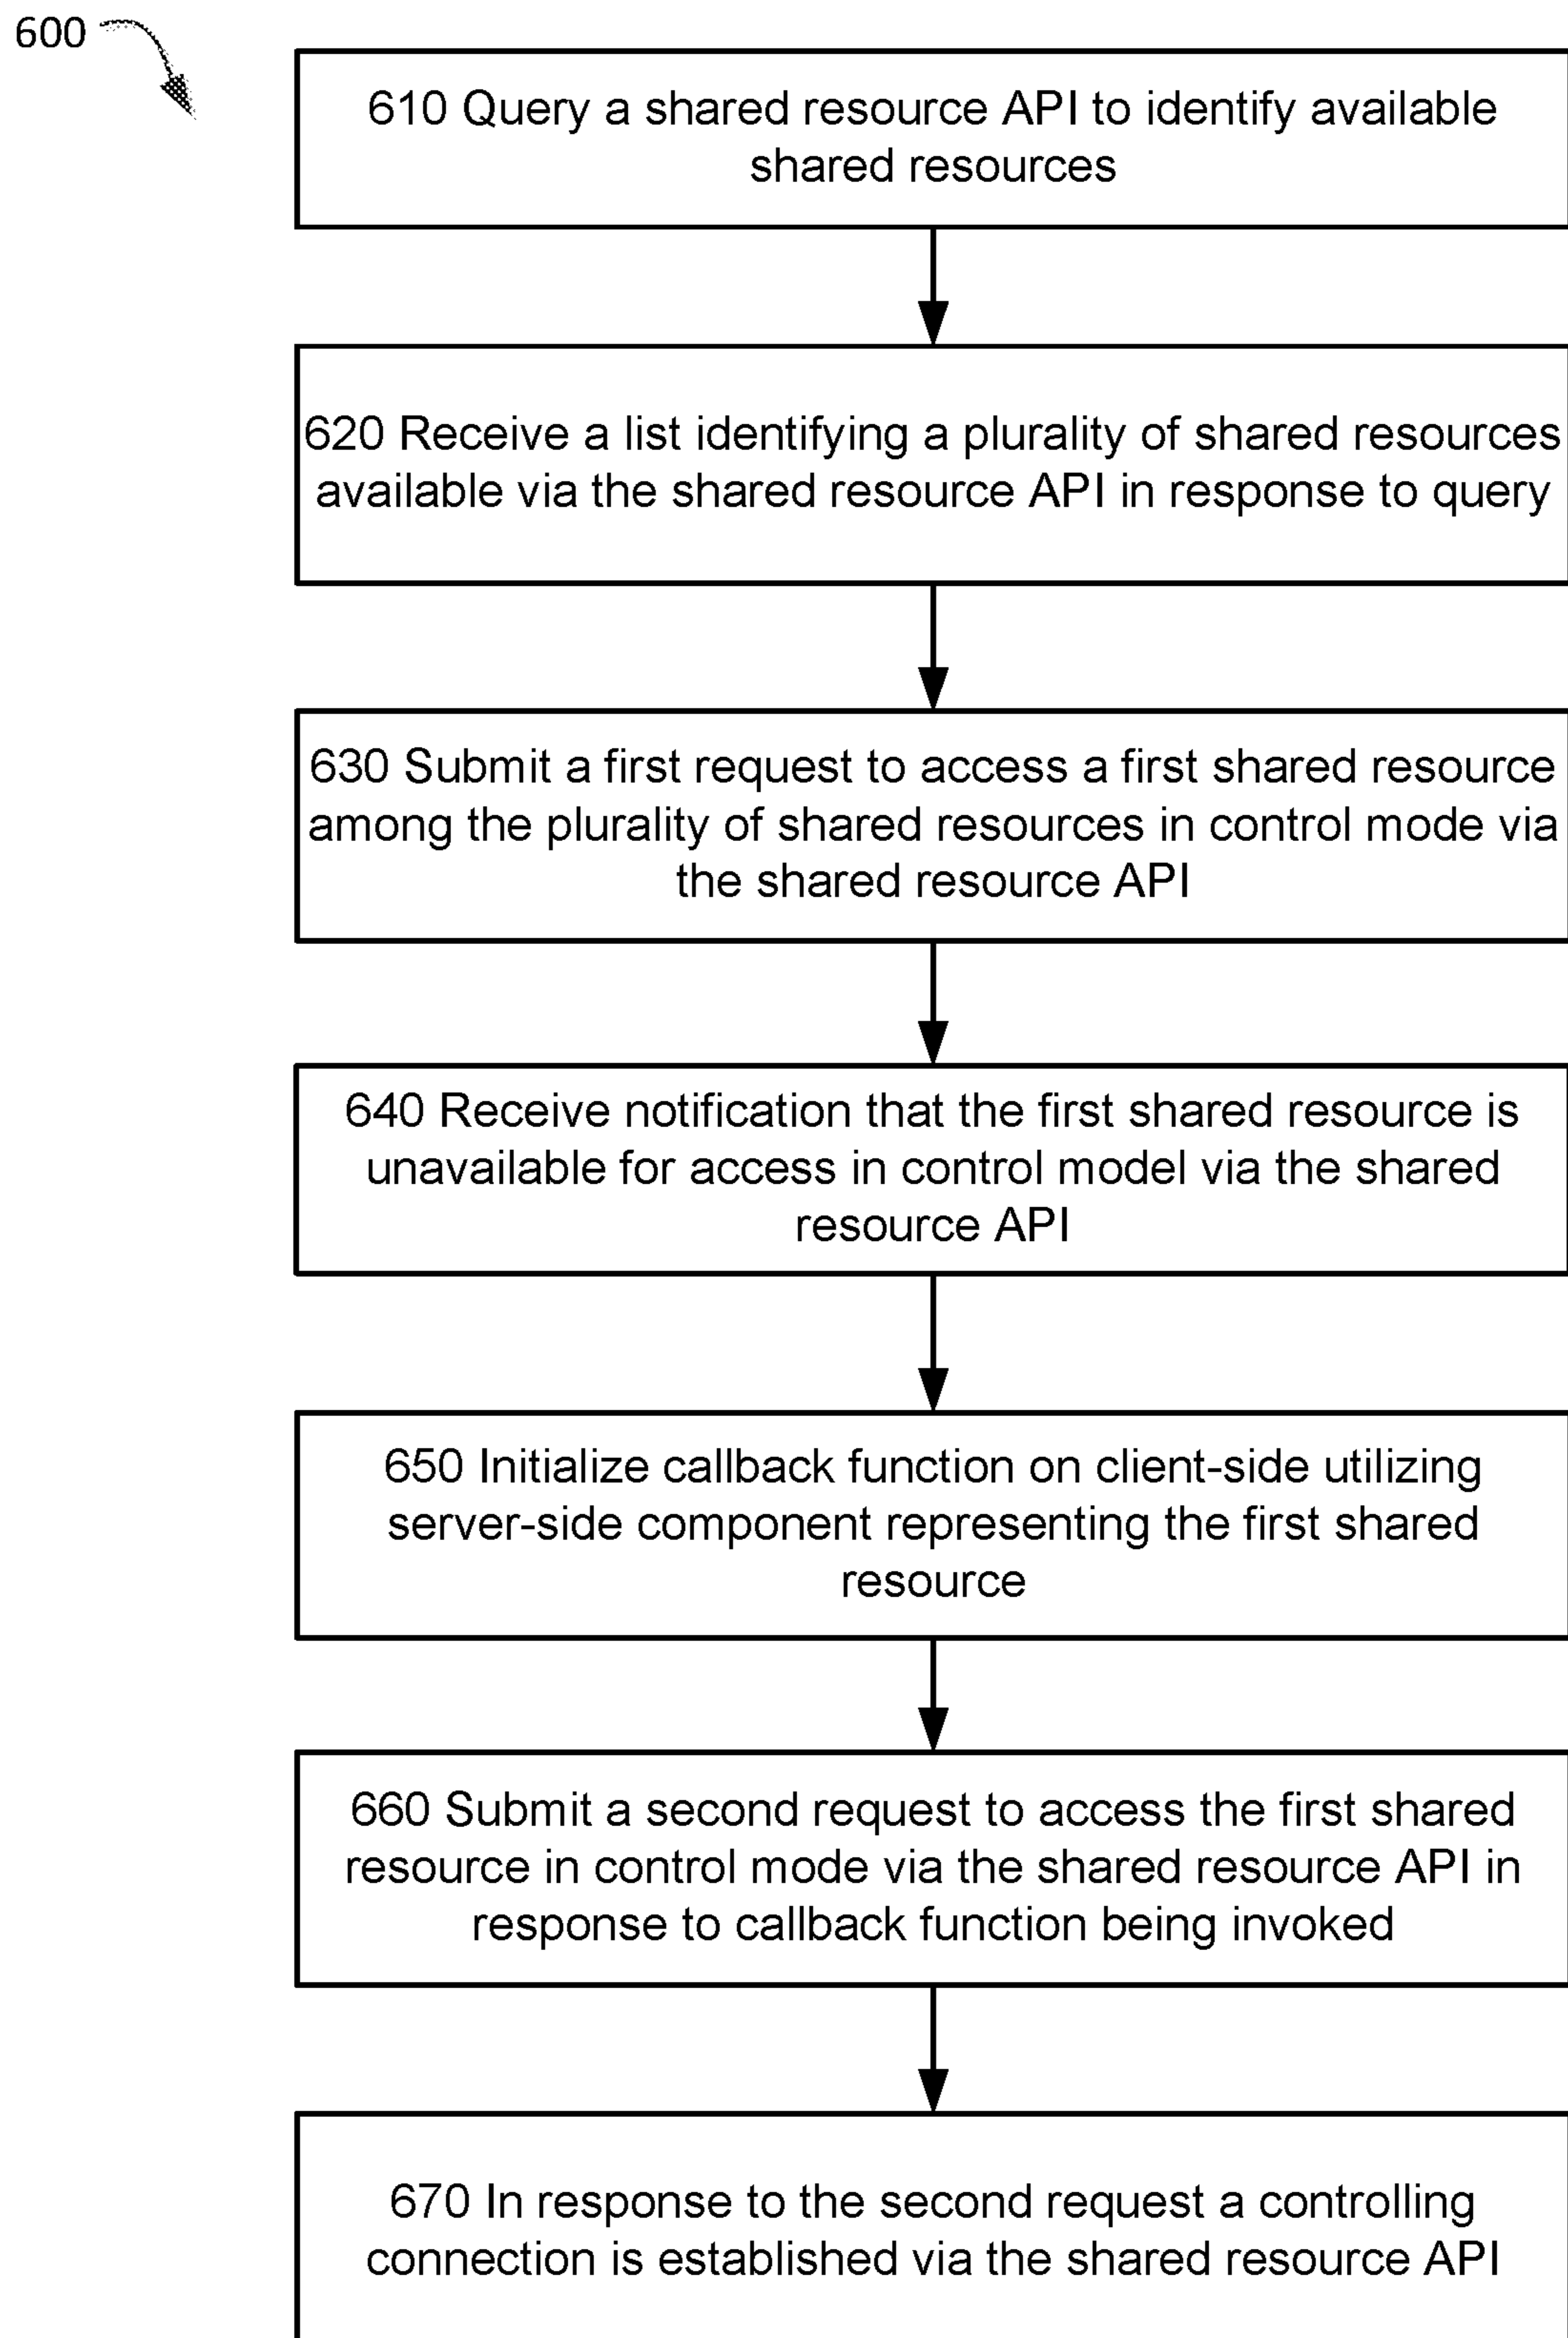 600
610 Query a shared resource API to identify available
shared resources
620 Receive a list identifying a plurality of shared resources
available via the shared resource API in response to query
630 Submit a first request to access a first shared resource
among the plurality of shared resources in control mode via
the shared resource API
640 Receive notification that the first shared resource is
unavailable for access in control model via the shared
resource API
650 Initialize callback function on client-side utilizing
server-side component representing the first shared
resource
660 Submit a second request to access the first shared
resource in control mode via the shared resource API in
response to callback function being invoked
670 In response to the second request a controlling
connection is established via the shared resource API